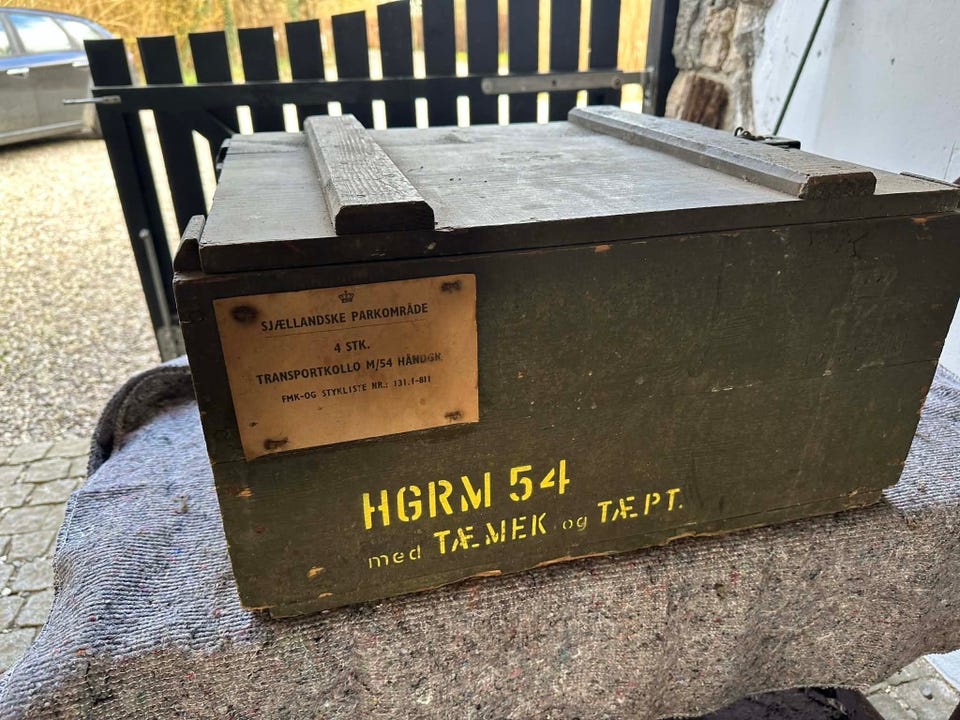 SJÆLLANDSKE PARKOMRÅDE
4 STK.
TRANSPORTKOLLO M/54 HÅNDGR.
FMK-OG STYKLISTE NR.: 131.1-811
HGRM 54
med TÆMEK og TÆPT.